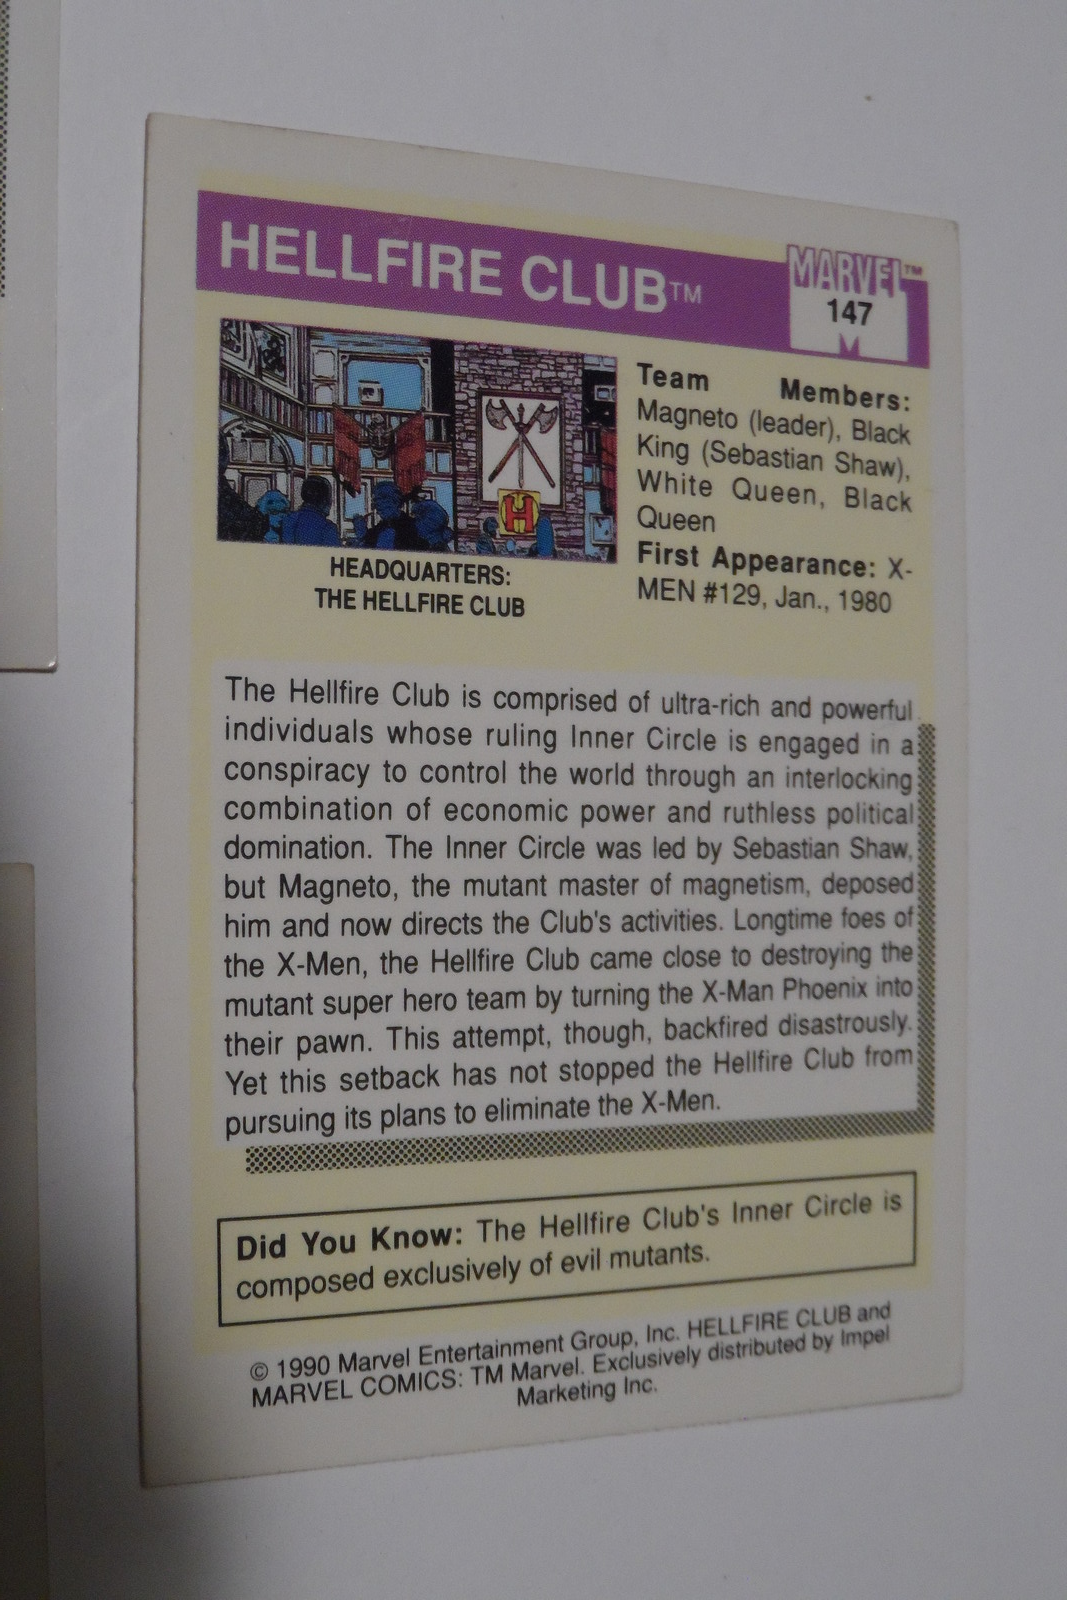 HELLFIRE CLUB™
MARVEL™
147
HEADQUARTERS:
THE HELLFIRE CLUB
Team Members:
Magneto (leader), Black
King (Sebastian Shaw),
White Queen, Black
Queen
First Appearance: X-
MEN #129, Jan., 1980
The Hellfire Club is comprised of ultra-rich and powerful
individuals whose ruling Inner Circle is engaged in a
conspiracy to control the world through an interlocking
combination of economic power and ruthless political
domination. The Inner Circle was led by Sebastian Shaw,
but Magneto, the mutant master of magnetism, deposed
him and now directs the Club's activities. Longtime foes of
the X-Men, the Hellfire Club came close to destroying the
mutant super hero team by turning the X-Man Phoenix into
their pawn. This attempt, though, backfired disastrously.
Yet this setback has not stopped the Hellfire Club from
pursuing its plans to eliminate the X-Men.
Did You Know: The Hellfire Club's Inner Circle is
composed exclusively of evil mutants.
© 1990 Marvel Entertainment Group, Inc. HELLFIRE CLUB and
MARVEL COMICS: TM Marvel. Exclusively distributed by Impel
Marketing Inc.